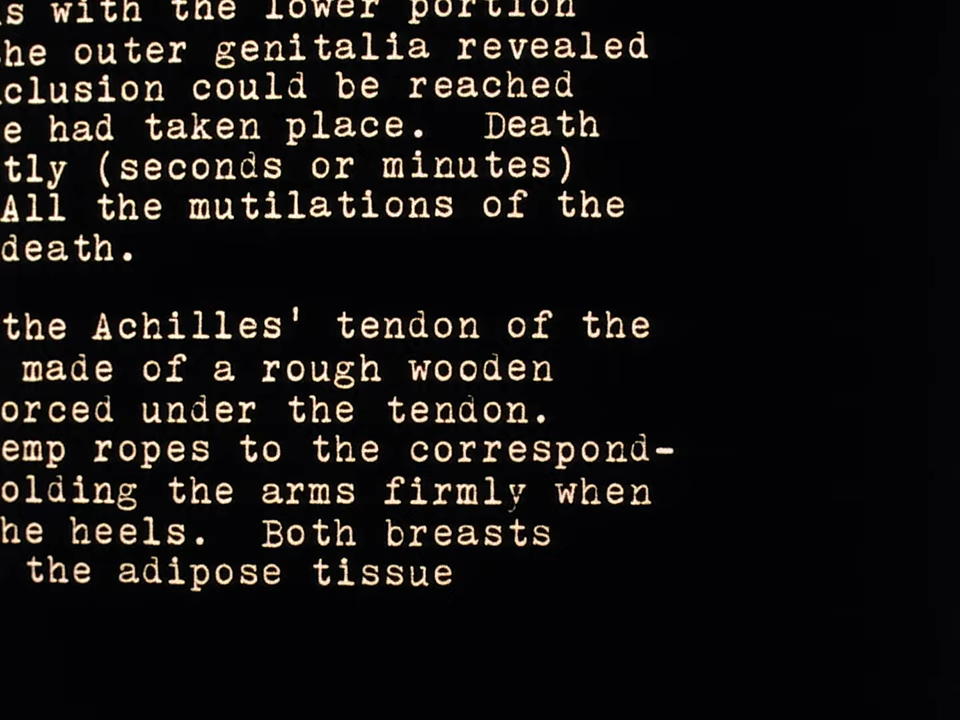 s with the lower portion
he outer genitalia revealed
clusion could be reached
e had taken place.  Death
tly (seconds or minutes)
All the mutilations of the
death.
the Achilles' tendon of the
made of a rough wooden
orced under the tendon.
emp ropes to the correspond-
olding the arms firmly when
he heels.  Both breasts
the adipose tissue